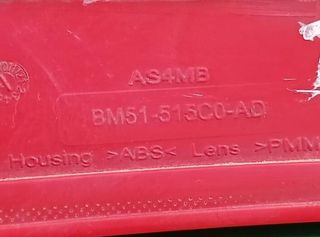 AS4MB
BM51-515C0-AD
Housing >ABS< Lens >PMM